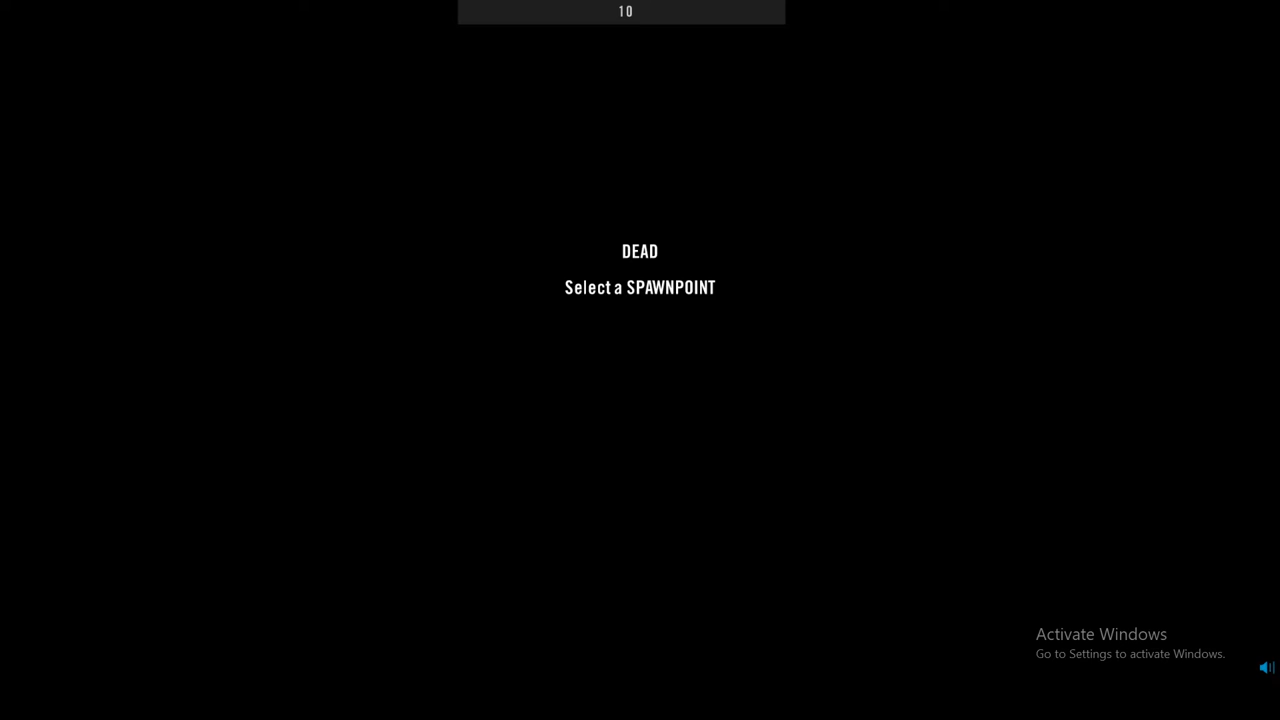 10
DEAD
Select a SPAWNPOINT
Activate Windows
Go to Settings to activate Windows.